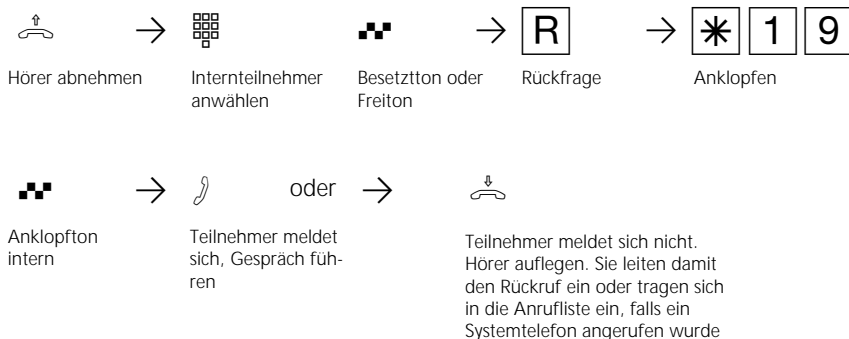 R * 1 9
Hörer abnehmen
Internteilnehmer
anwählen
Besetztton oder
Freiton
Rückfrage
Anklopfen
oder
Anklopfton
intern
Teilnehmer meldet
sich, Gespräch füh-
ren
Teilnehmer meldet sich nicht.
Hörer auflegen. Sie leiten damit
den Rückruf ein oder tragen sich
in die Anrufliste ein, falls ein
Systemtelefon angerufen wurde